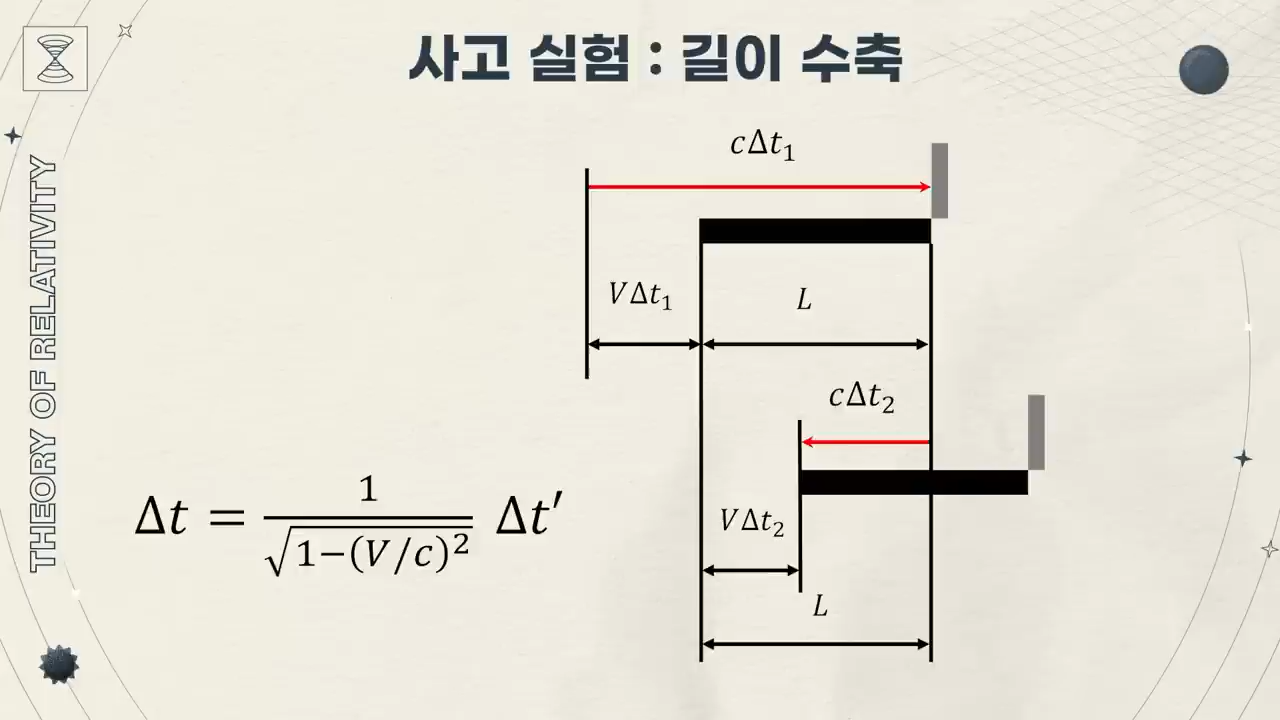 사고 실험 : 길이 수축
THEORY OF RELATIVITY
cΔt₁
VΔt₁
L
cΔt₂
VΔt₂
L
Δt = 1/√(1−(V/c)²) Δt′